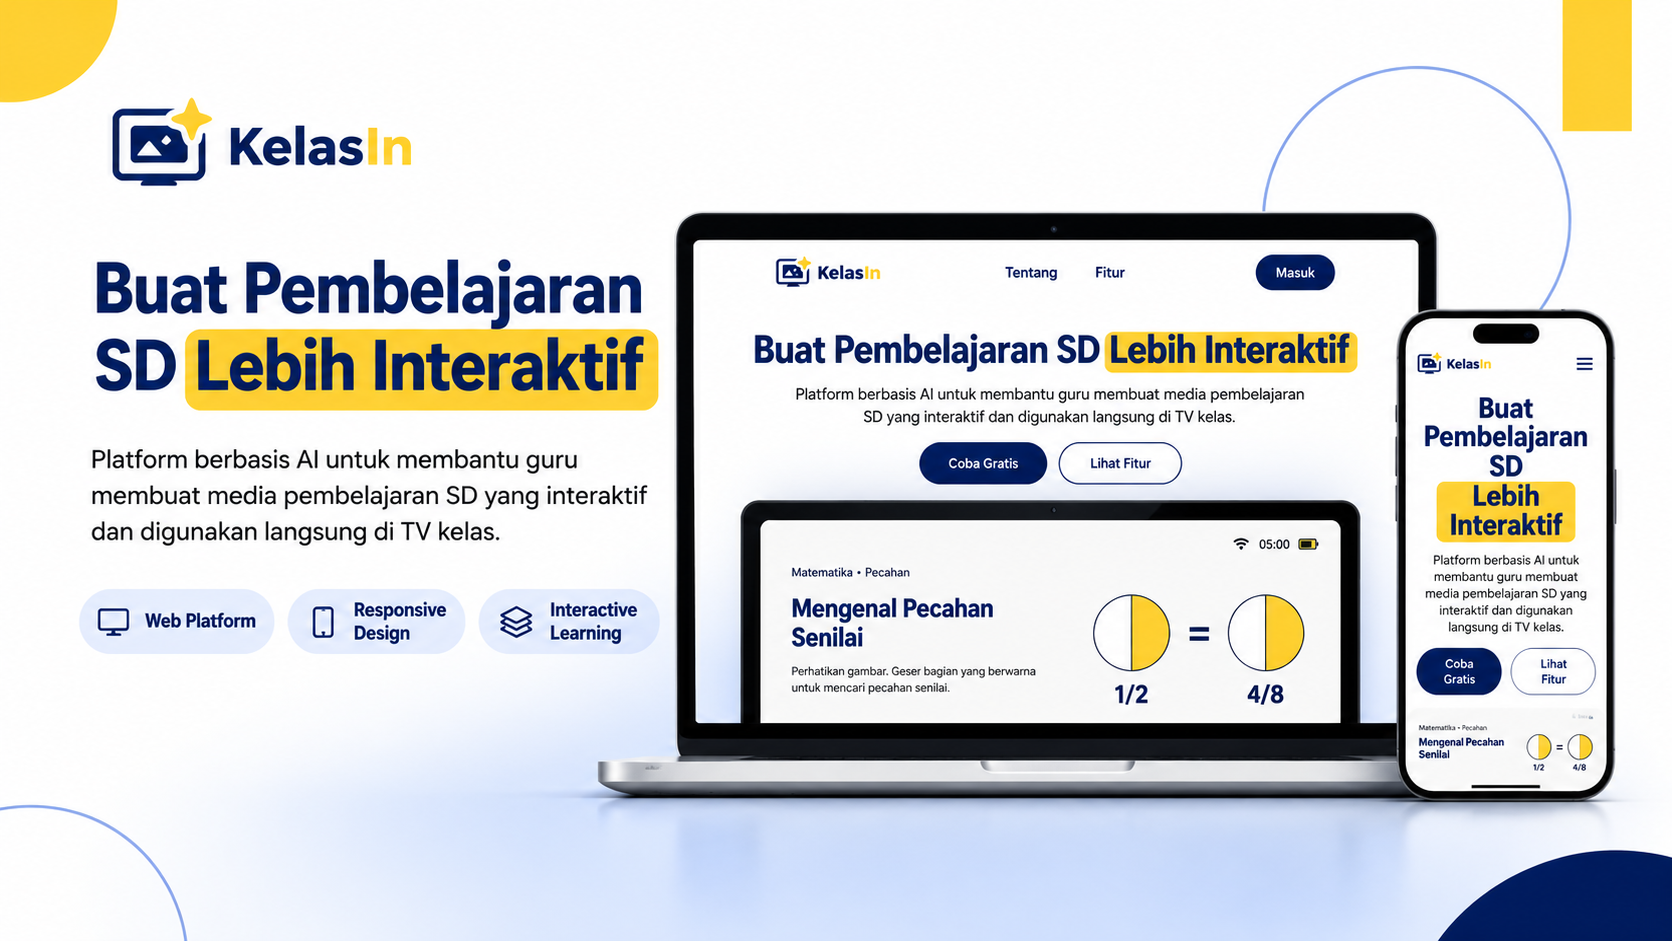 KelasIn
Buat Pembelajaran
SD Lebih Interaktif
Platform berbasis AI untuk membantu guru
membuat media pembelajaran SD yang interaktif
dan digunakan langsung di TV kelas.
Web Platform
Responsive
Design
Interactive
Learning
KelasIn
Tentang
Fitur
Masuk
Buat Pembelajaran SD Lebih Interaktif
Platform berbasis AI untuk membantu guru membuat media pembelajaran
SD yang interaktif dan digunakan langsung di TV kelas.
Coba Gratis
Lihat Fitur
05:00
Matematika • Pecahan
Mengenal Pecahan
Senilai
Perhatikan gambar. Geser bagian yang berwarna
untuk mencari pecahan senilai.
=
1/2
4/8
KelasIn
Buat
Pembelajaran
SD
Lebih
Interaktif
Platform berbasis AI untuk
membantu guru membuat
media pembelajaran SD yang
interaktif dan digunakan
langsung di TV kelas.
Coba
Gratis
Lihat
Fitur
Matematika • Pecahan
Mengenal Pecahan
Senilai
=
1/2
4/8